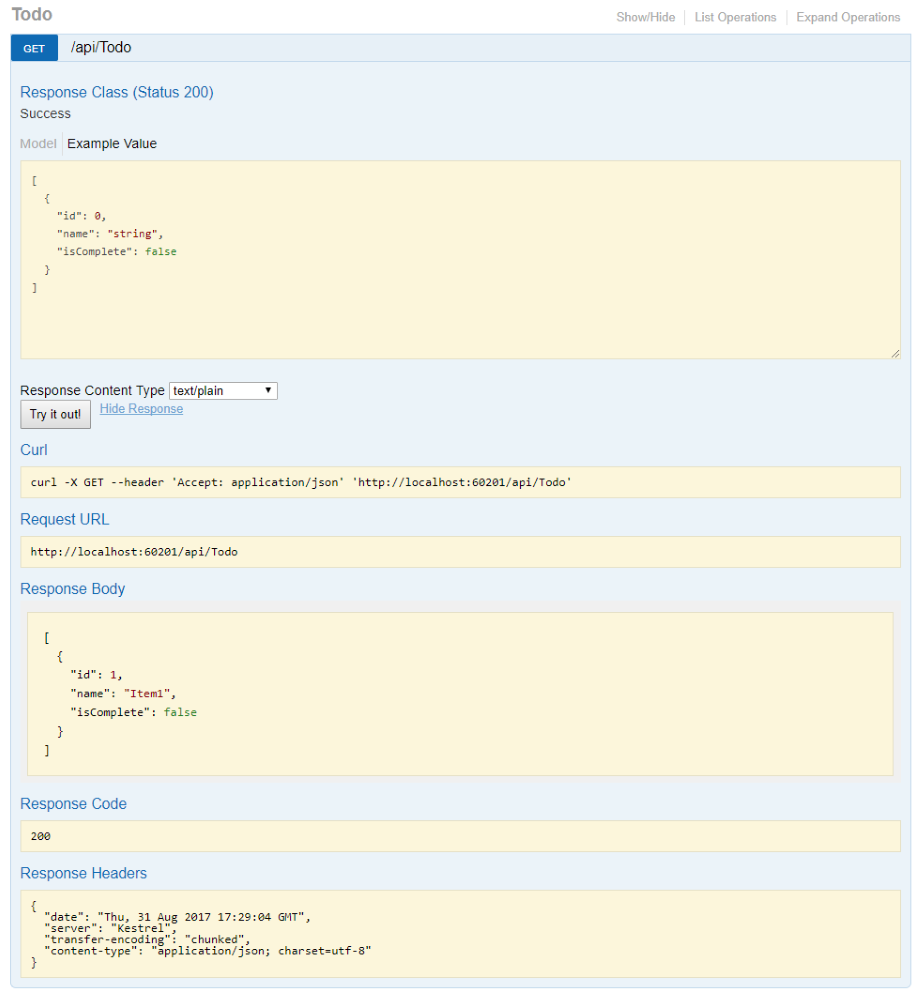 Todo
Show/Hide List Operations Expand Operations
GET /api/Todo
Response Class (Status 200)
Success
Model Example Value
[
  {
    "id": 0,
    "name": "string",
    "isComplete": false
  }
]
Response Content Type text/plain
Try it out! Hide Response
Curl
curl -X GET --header 'Accept: application/json' 'http://localhost:60201/api/Todo'
Request URL
http://localhost:60201/api/Todo
Response Body
[
  {
    "id": 1,
    "name": "Item1",
    "isComplete": false
  }
]
Response Code
200
Response Headers
{
  "date": "Thu, 31 Aug 2017 17:29:04 GMT",
  "server": "Kestrel",
  "transfer-encoding": "chunked",
  "content-type": "application/json; charset=utf-8"
}